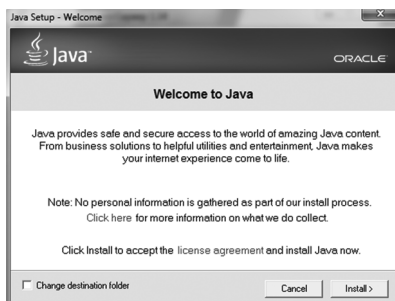 Java Setup - Welcome
Java
ORACLE
Welcome to Java
Java provides safe and secure access to the world of amazing Java content.
From business solutions to helpful utilities and entertainment, Java makes
your internet experience come to life.
Note: No personal information is gathered as part of our install process.
Click here for more information on what we do collect.
Click Install to accept the license agreement and install Java now.
Change destination folder
Cancel
Install >